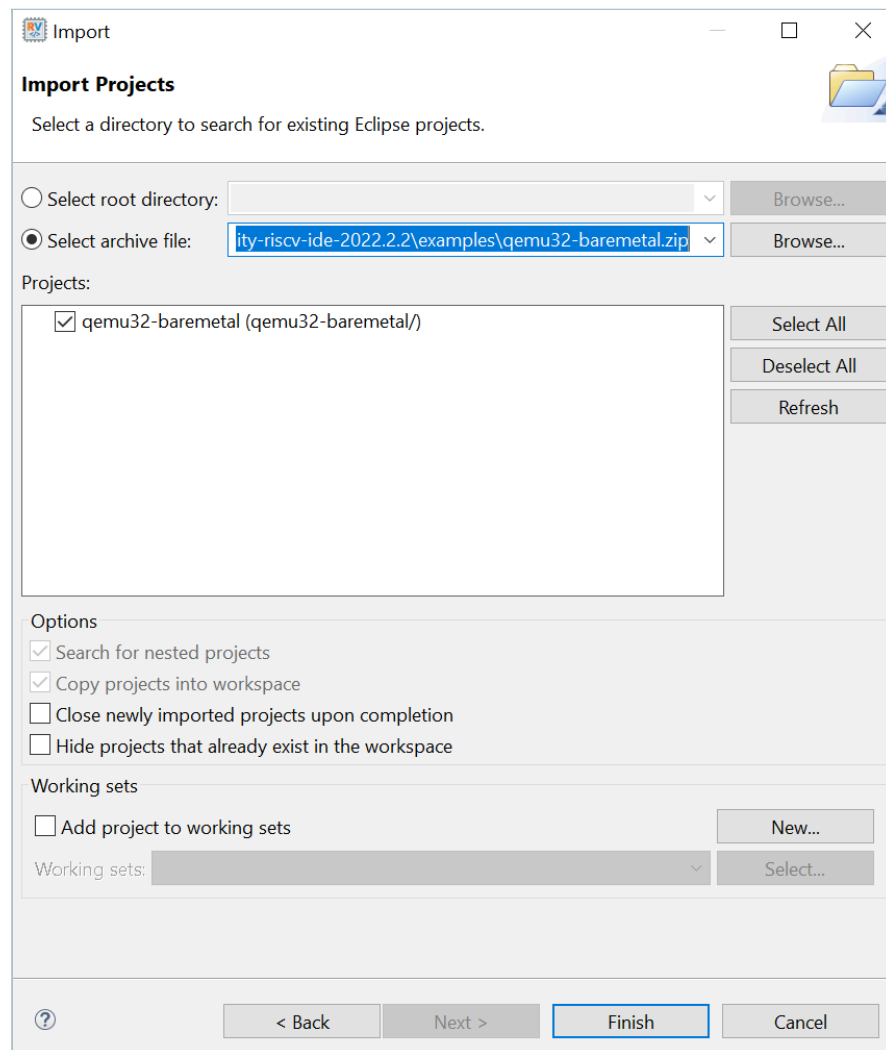 RV
Import
Import Projects
Select a directory to search for existing Eclipse projects.
Select root directory: Browse...
Select archive file: ity-riscv-ide-2022.2.2\examples\qemu32-baremetal.zip Browse...
Projects:
qemu32-baremetal (qemu32-baremetal/)
Select All
Deselect All
Refresh
Options
Search for nested projects
Copy projects into workspace
Close newly imported projects upon completion
Hide projects that already exist in the workspace
Working sets
Add project to working sets New...
Working sets: Select...
? < Back Next > Finish Cancel